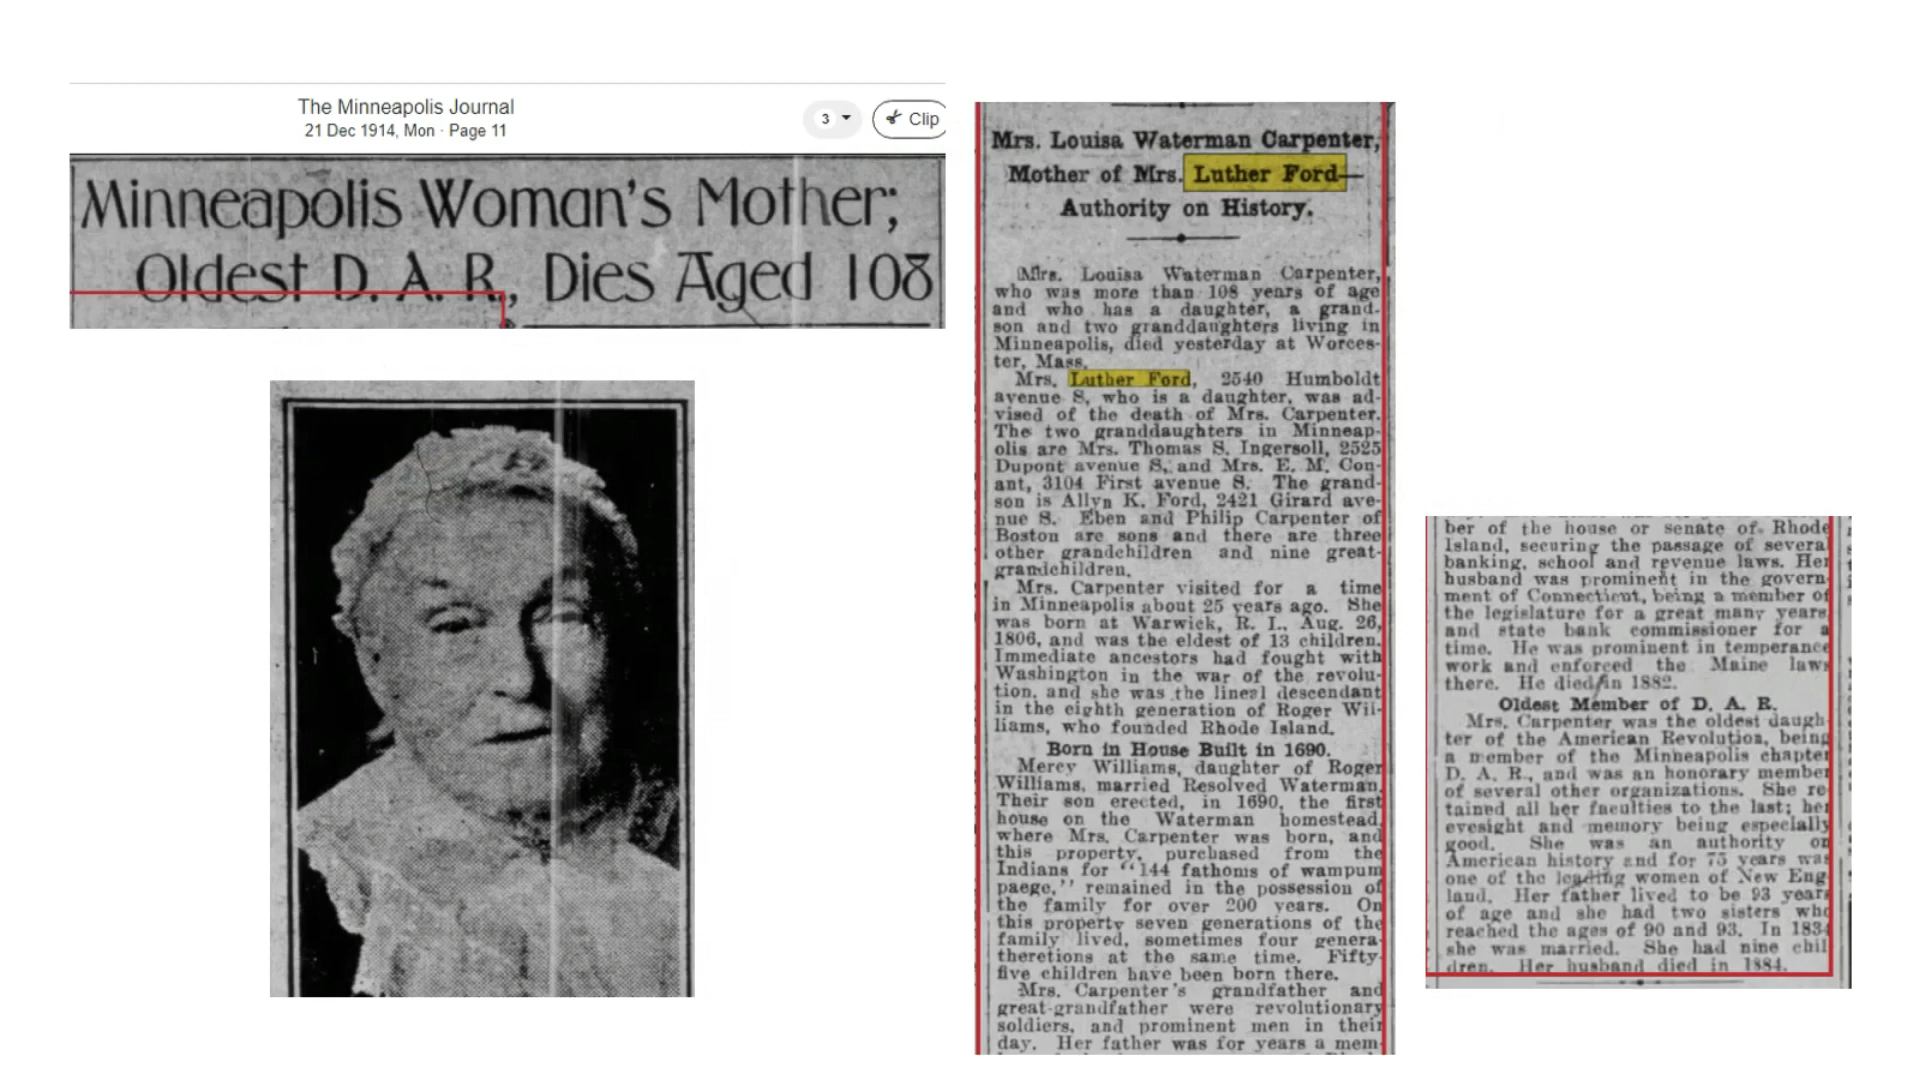 The Minneapolis Journal
21 Dec 1914, Mon · Page 11
3
Clip
Minneapolis Woman's Mother;
Oldest D. A. R., Dies Aged 108
Mrs. Louisa Waterman Carpenter,
Mother of Mrs. Luther Ford—
Authority on History.
Mrs. Louisa Waterman Carpenter,
who was more than 108 years of age
and who has a daughter, a grand-
son and two granddaughters living in
Minneapolis, died yesterday at Worces-
ter, Mass.
Mrs. Luther Ford, 2540 Humboldt
avenue S, who is a daughter, was ad-
vised of the death of Mrs. Carpenter.
The two granddaughters in Minneap-
olis are Mrs. Thomas S. Ingersoll, 2525
Dupont avenue S, and Mrs. E. M. Con-
ant, 3104 First avenue S. The grand-
son is Allyn K. Ford, 2421 Girard ave-
nue S. Eben and Philip Carpenter of
Boston are sons and there are three
other grandchildren and nine great-
grandchildren.
Mrs. Carpenter visited for a time
in Minneapolis about 25 years ago. She
was born at Warwick, R. I., Aug. 26,
1806, and was the eldest of 13 children.
Immediate ancestors had fought with
Washington in the war of the revolu-
tion, and she was the lineal descendant
in the eighth generation of Roger Wil-
liams, who founded Rhode Island.
Born in House Built in 1690.
Mercy Williams, daughter of Roger
Williams, married Resolved Waterman.
Their son erected, in 1690, the first
house on the Waterman homestead,
where Mrs. Carpenter was born, and
this property, purchased from the
Indians for "144 fathoms of wampum
paege," remained in the possession of
the family for over 200 years. On
this property seven generations of the
family lived, sometimes four genera-
theretions at the same time. Fifty-
five children have been born there.
Mrs. Carpenter's grandfather and
great-grandfather were revolutionary
soldiers, and prominent men in their
day. Her father was for years a mem-
ber of the house or senate of Rhode
Island, securing the passage of several
banking, school and revenue laws. Her
husband was prominent in the govern-
ment of Connecticut, being a member of
the legislature for a great many years
and state bank commissioner for a
time. He was prominent in temperance
work and enforced the Maine laws
there. He died in 1882.
Oldest Member of D. A. R.
Mrs. Carpenter was the oldest daugh-
ter of the American Revolution, being
a member of the Minneapolis chapter
D. A. R., and was an honorary member
of several other organizations. She re-
tained all her faculties to the last; her
eyesight and memory being especially
good. She was an authority on
American history and for 75 years was
one of the leading women of New Eng-
land. Her father lived to be 93 years
of age and she had two sisters who
reached the ages of 90 and 93. In 1834
she was married. She had nine chil-
dren. Her husband died in 1884.